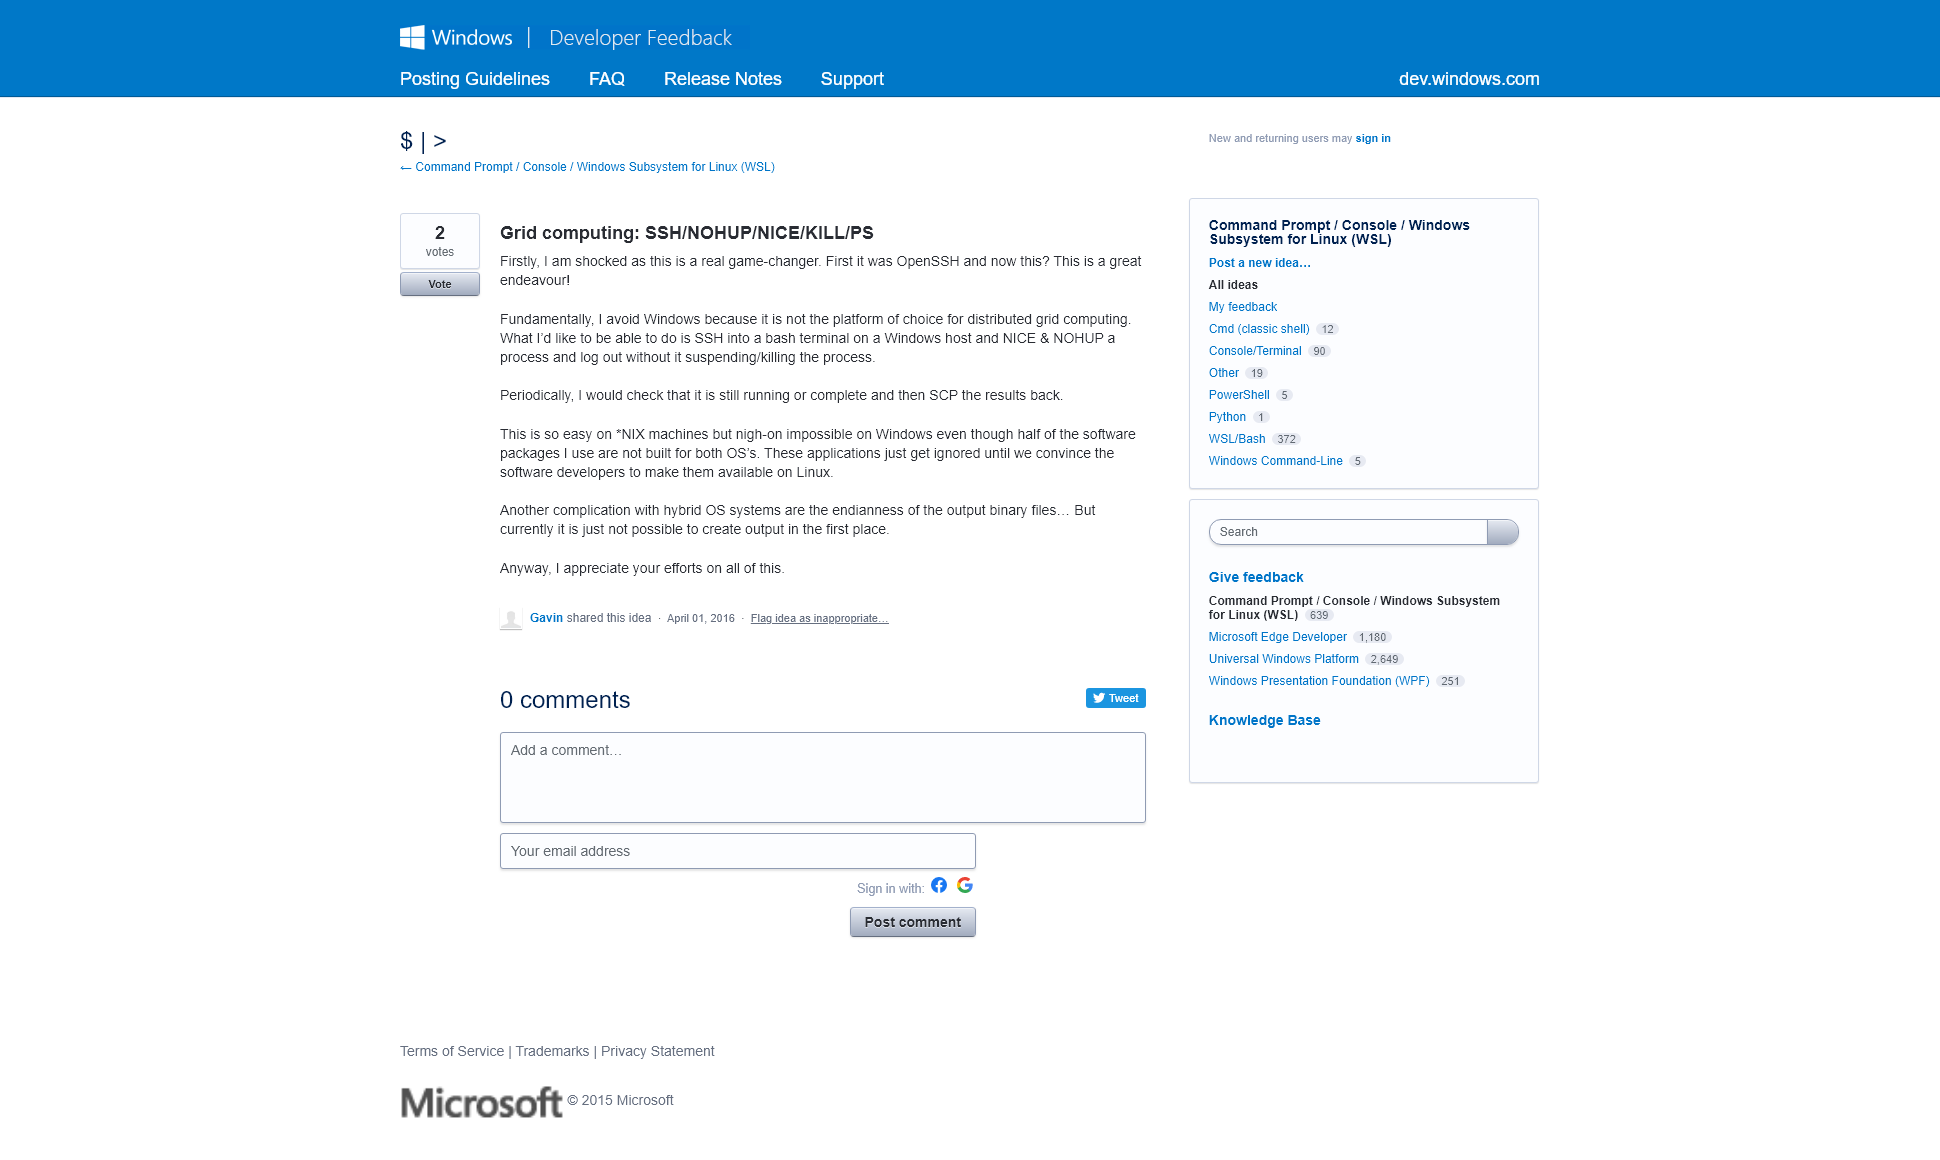 Windows | Developer Feedback
Posting Guidelines FAQ Release Notes Support dev.windows.com
$ | >
← Command Prompt / Console / Windows Subsystem for Linux (WSL)
New and returning users may sign in
2
votes
Vote
Grid computing: SSH/NOHUP/NICE/KILL/PS
Firstly, I am shocked as this is a real game-changer. First it was OpenSSH and now this? This is a great
endeavour!
Fundamentally, I avoid Windows because it is not the platform of choice for distributed grid computing.
What I'd like to be able to do is SSH into a bash terminal on a Windows host and NICE & NOHUP a
process and log out without it suspending/killing the process.
Periodically, I would check that it is still running or complete and then SCP the results back.
This is so easy on *NIX machines but nigh-on impossible on Windows even though half of the software
packages I use are not built for both OS's. These applications just get ignored until we convince the
software developers to make them available on Linux.
Another complication with hybrid OS systems are the endianness of the output binary files… But
currently it is just not possible to create output in the first place.
Anyway, I appreciate your efforts on all of this.
Gavin shared this idea · April 01, 2016 · Flag idea as inappropriate…
0 comments
Tweet
Add a comment…
Your email address
Sign in with:
Post comment
Command Prompt / Console / Windows
Subsystem for Linux (WSL)
Post a new idea…
All ideas
My feedback
Cmd (classic shell) 12
Console/Terminal 90
Other 19
PowerShell 5
Python 1
WSL/Bash 372
Windows Command-Line 5
Search
Give feedback
Command Prompt / Console / Windows Subsystem
for Linux (WSL) 639
Microsoft Edge Developer 1,180
Universal Windows Platform 2,649
Windows Presentation Foundation (WPF) 251
Knowledge Base
Terms of Service | Trademarks | Privacy Statement
Microsoft © 2015 Microsoft